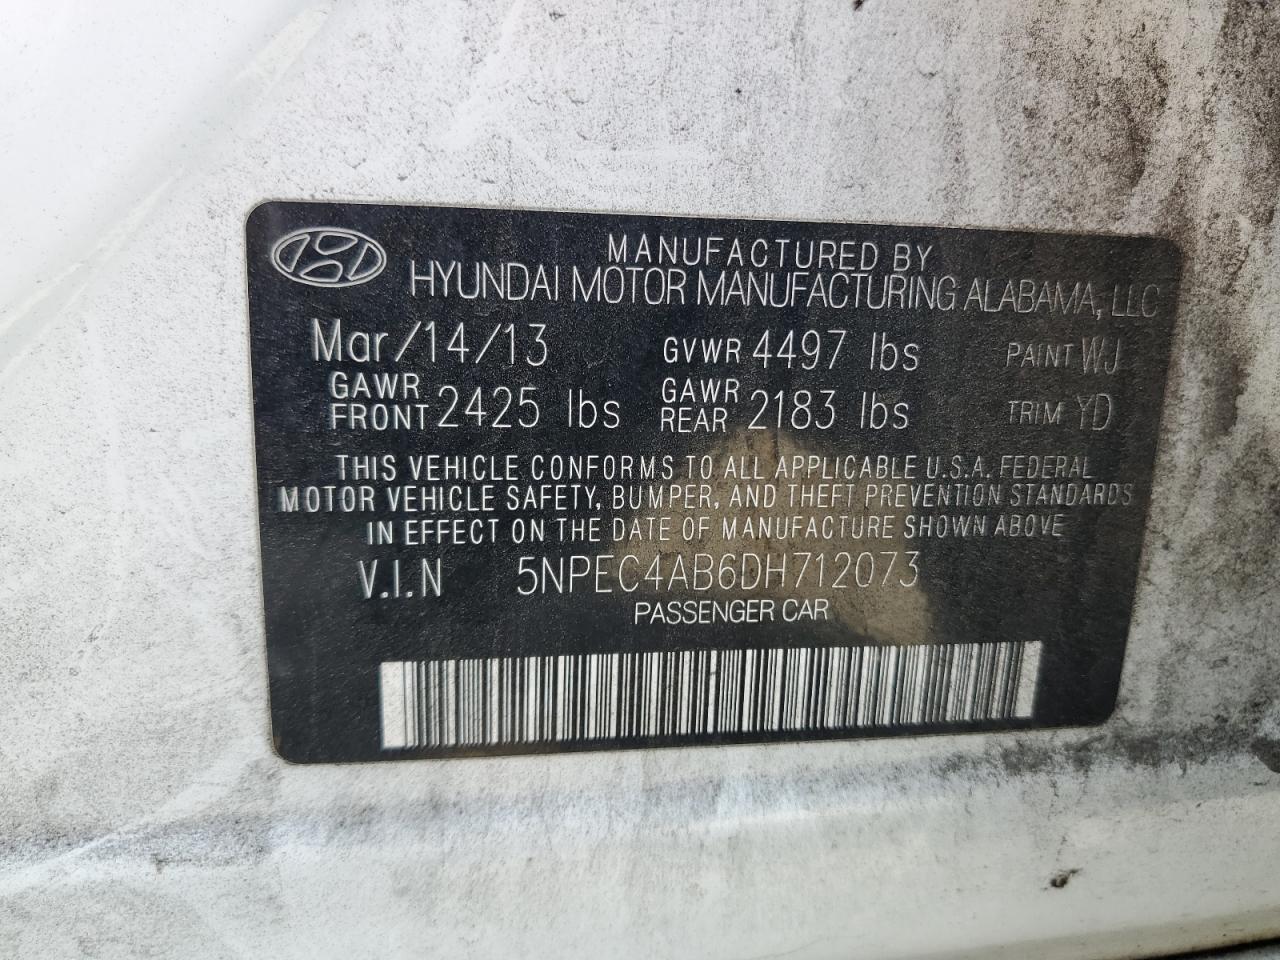 MANUFACTURED BY
HYUNDAI MOTOR MANUFACTURING ALABAMA, LLC
Mar/14/13 GVWR 4497 lbs PAINT WJ
GAWR FRONT 2425 lbs GAWR REAR 2183 lbs TRIM YD
THIS VEHICLE CONFORMS TO ALL APPLICABLE U.S.A. FEDERAL
MOTOR VEHICLE SAFETY, BUMPER, AND THEFT PREVENTION STANDARDS
IN EFFECT ON THE DATE OF MANUFACTURE SHOWN ABOVE
V.I.N 5NPEC4AB6DH712073
PASSENGER CAR